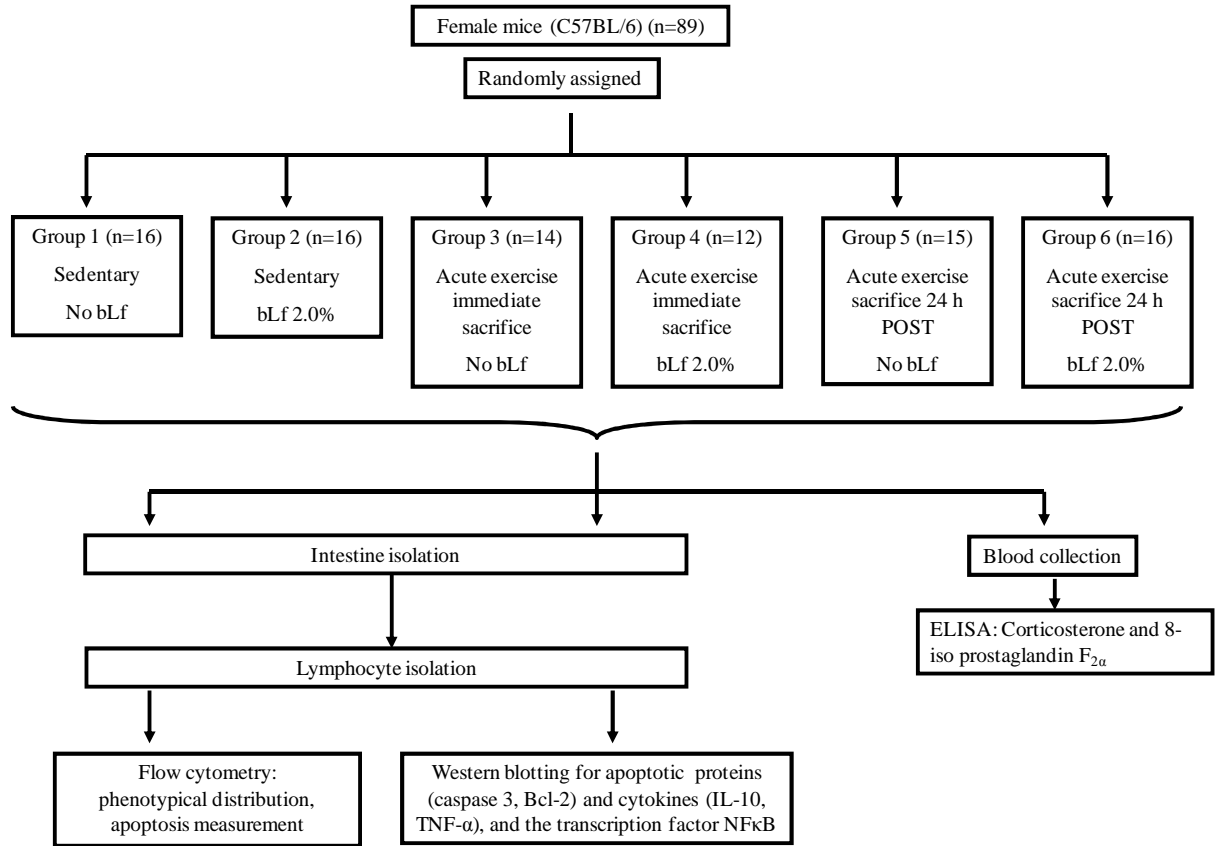 Female mice (C57BL/6) (n=89)
Randomly assigned
Group 1 (n=16)
Sedentary
No bLf
Group 2 (n=16)
Sedentary
bLf 2.0%
Group 3 (n=14)
Acute exercise
immediate
sacrifice
No bLf
Group 4 (n=12)
Acute exercise
immediate
sacrifice
bLf 2.0%
Group 5 (n=15)
Acute exercise
sacrifice 24 h
POST
No bLf
Group 6 (n=16)
Acute exercise
sacrifice 24 h
POST
bLf 2.0%
Intestine isolation
Blood collection
ELISA: Corticosterone and 8-
iso prostaglandin F2α
Lymphocyte isolation
Flow cytometry:
phenotypical distribution,
apoptosis measurement
Western blotting for apoptotic proteins
(caspase 3, Bcl-2) and cytokines (IL-10,
TNF-α), and the transcription factor NFκB